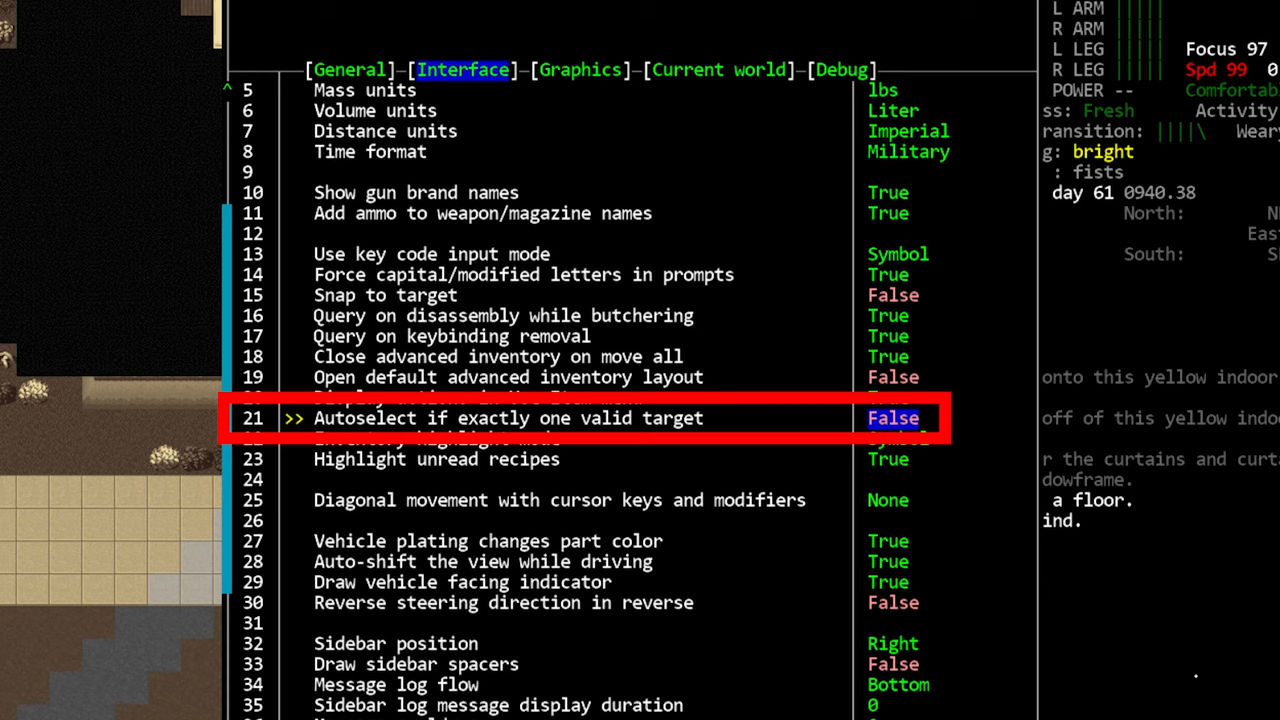 [General] [Interface] [Graphics] [Current world] [Debug]
^ 5 Mass units lbs
6 Volume units Liter
7 Distance units Imperial
8 Time format Military
9
10 Show gun brand names True
11 Add ammo to weapon/magazine names True
12
13 Use key code input mode Symbol
14 Force capital/modified letters in prompts True
15 Snap to target False
16 Query on disassembly while butchering True
17 Query on keybinding removal True
18 Close advanced inventory on move all True
19 Open default advanced inventory layout False
21 >> Autoselect if exactly one valid target False
23 Highlight unread recipes True
24
25 Diagonal movement with cursor keys and modifiers None
26
27 Vehicle plating changes part color True
28 Auto-shift the view while driving True
29 Draw vehicle facing indicator True
30 Reverse steering direction in reverse False
31
32 Sidebar position Right
33 Draw sidebar spacers False
34 Message log flow Bottom
35 Sidebar log message display duration 0
L ARM |||||
R ARM |||||
L LEG ||||| Focus 97
R LEG ||||| Spd 99 0
POWER -- Comfortab
ss: Fresh Activity
ransition: ||||\ Wear
g: bright
: fists
day 61 0940.38
North: N
East
South: S
onto this yellow indoor
off of this yellow indo
r the curtains and curt
dowframe.
a floor.
ind.